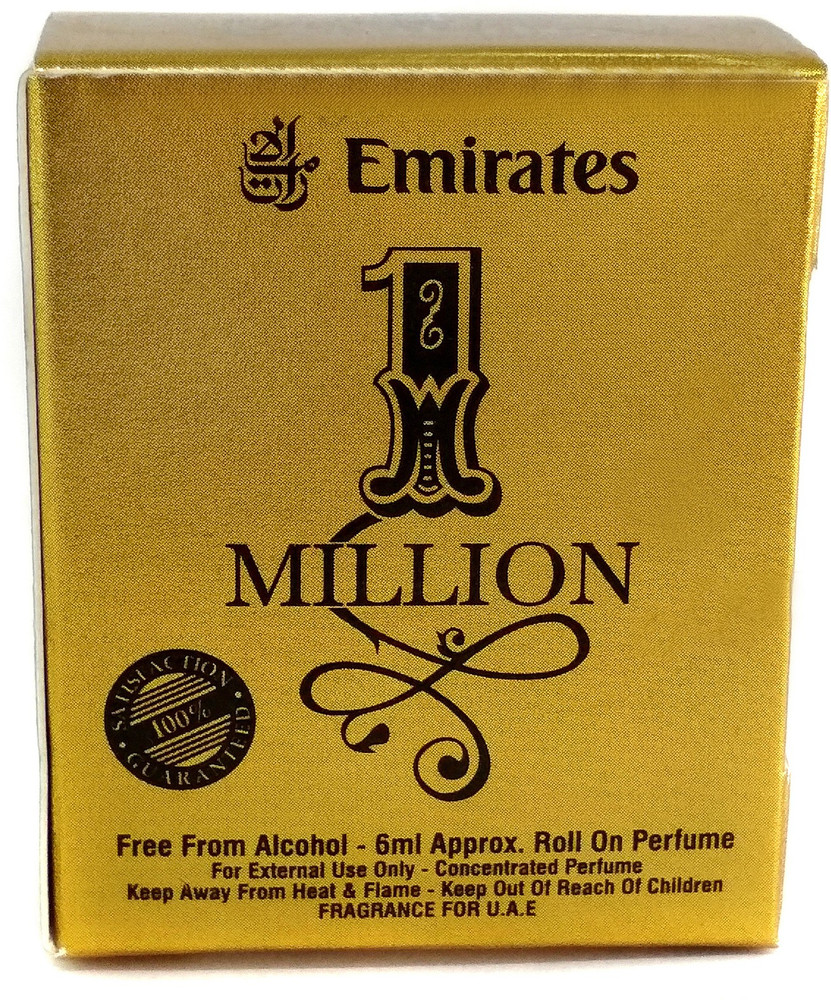 Emirates
1
MILLION
SATISFACTION
100%
GUARANTEED
Free From Alcohol - 6ml Approx. Roll On Perfume
For External Use Only - Concentrated Perfume
Keep Away From Heat & Flame - Keep Out Of Reach Of Children
FRAGRANCE FOR U.A.E